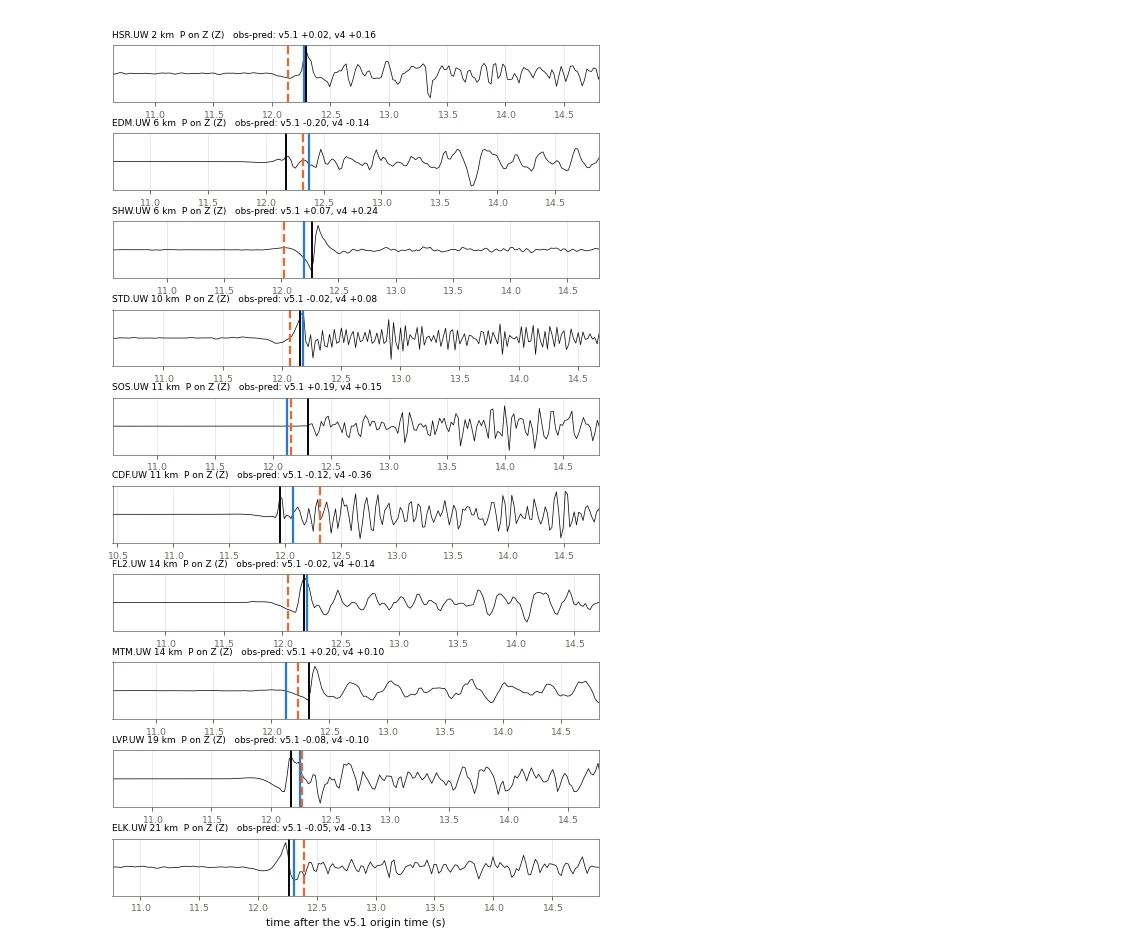 HSR.UW 2 km  P on Z (Z)   obs-pred: v5.1 +0.02, v4 +0.16
11.0 11.5 12.0 12.5 13.0 13.5 14.0 14.5
EDM.UW 6 km  P on Z (Z)   obs-pred: v5.1 -0.20, v4 -0.14
11.0 11.5 12.0 12.5 13.0 13.5 14.0 14.5
SHW.UW 6 km  P on Z (Z)   obs-pred: v5.1 +0.07, v4 +0.24
11.0 11.5 12.0 12.5 13.0 13.5 14.0 14.5
STD.UW 10 km  P on Z (Z)   obs-pred: v5.1 -0.02, v4 +0.08
11.0 11.5 12.0 12.5 13.0 13.5 14.0 14.5
SOS.UW 11 km  P on Z (Z)   obs-pred: v5.1 +0.19, v4 +0.15
11.0 11.5 12.0 12.5 13.0 13.5 14.0 14.5
CDF.UW 11 km  P on Z (Z)   obs-pred: v5.1 -0.12, v4 -0.36
10.5 11.0 11.5 12.0 12.5 13.0 13.5 14.0 14.5
FL2.UW 14 km  P on Z (Z)   obs-pred: v5.1 -0.02, v4 +0.14
11.0 11.5 12.0 12.5 13.0 13.5 14.0 14.5
MTM.UW 14 km  P on Z (Z)   obs-pred: v5.1 +0.20, v4 +0.10
11.0 11.5 12.0 12.5 13.0 13.5 14.0 14.5
LVP.UW 19 km  P on Z (Z)   obs-pred: v5.1 -0.08, v4 -0.10
11.0 11.5 12.0 12.5 13.0 13.5 14.0 14.5
ELK.UW 21 km  P on Z (Z)   obs-pred: v5.1 -0.05, v4 -0.13
11.0 11.5 12.0 12.5 13.0 13.5 14.0 14.5
time after the v5.1 origin time (s)